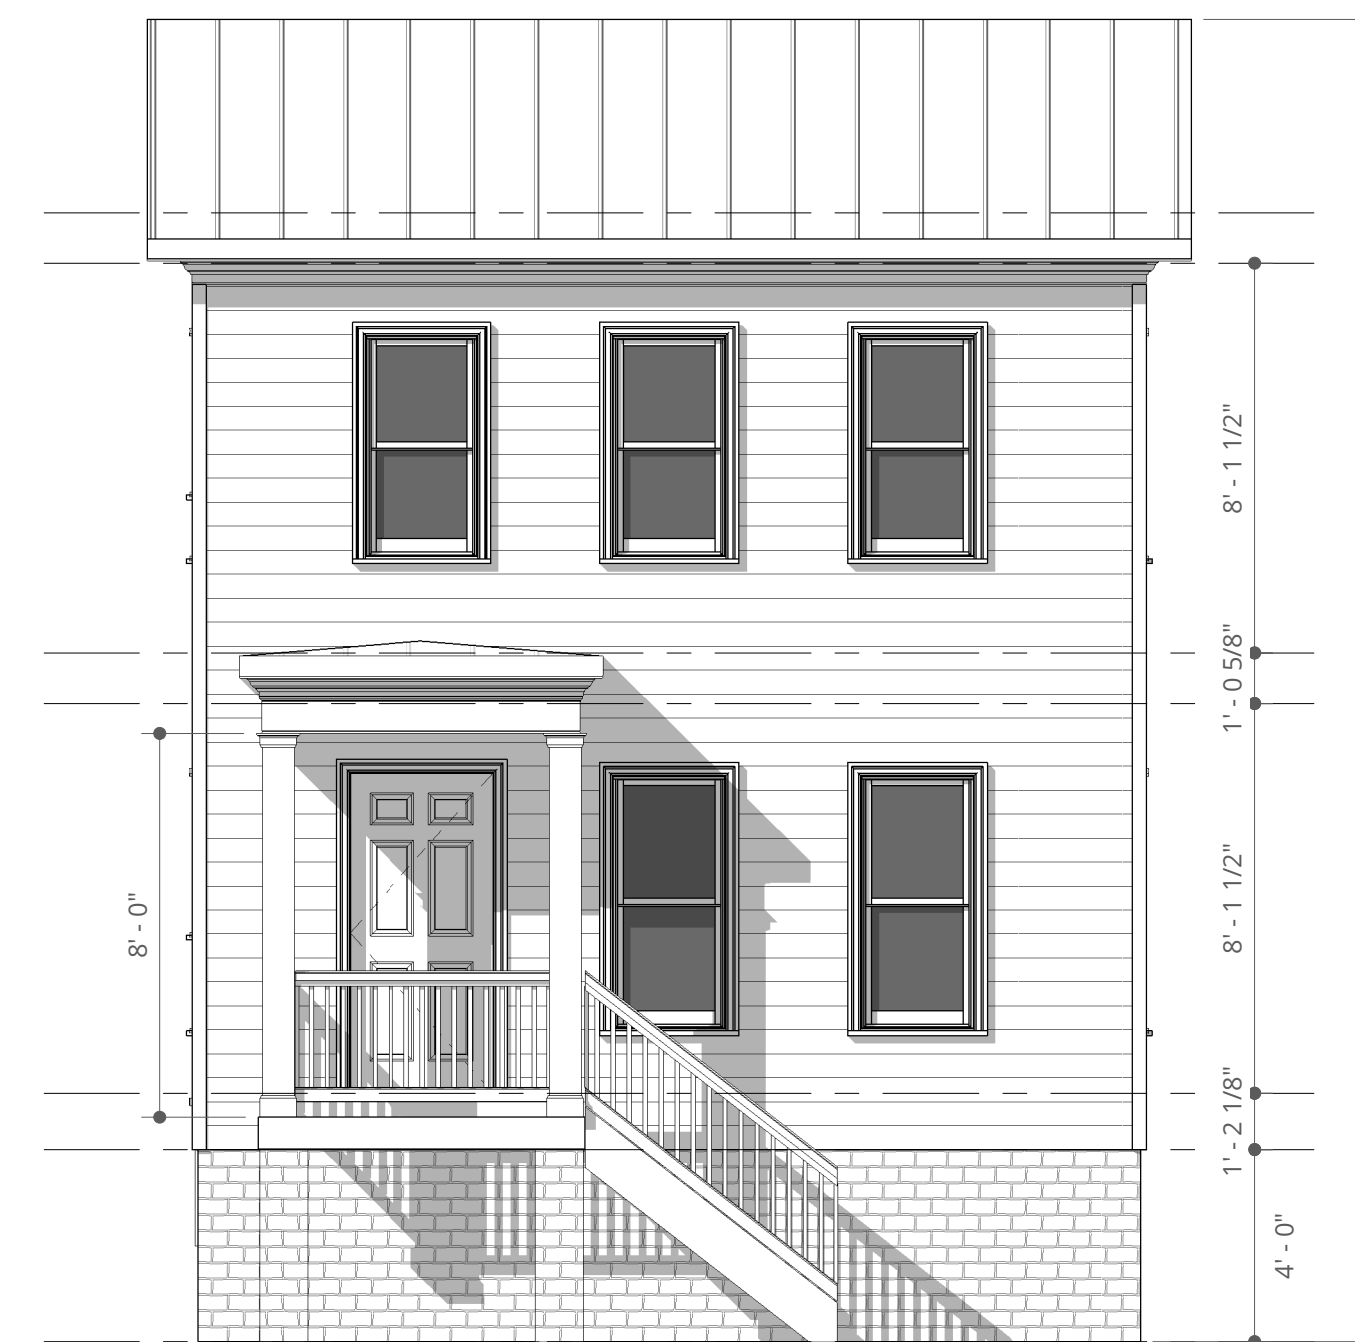 8' - 1 1/2"
1' - 0 5/8"
8' - 0"
8' - 1 1/2"
1' - 2 1/8"
4' - 0"